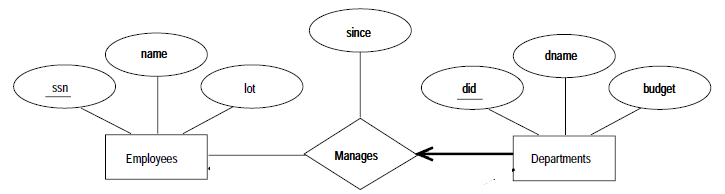 since
name
dname
ssn
lot
did
budget
Employees
Manages
Departments